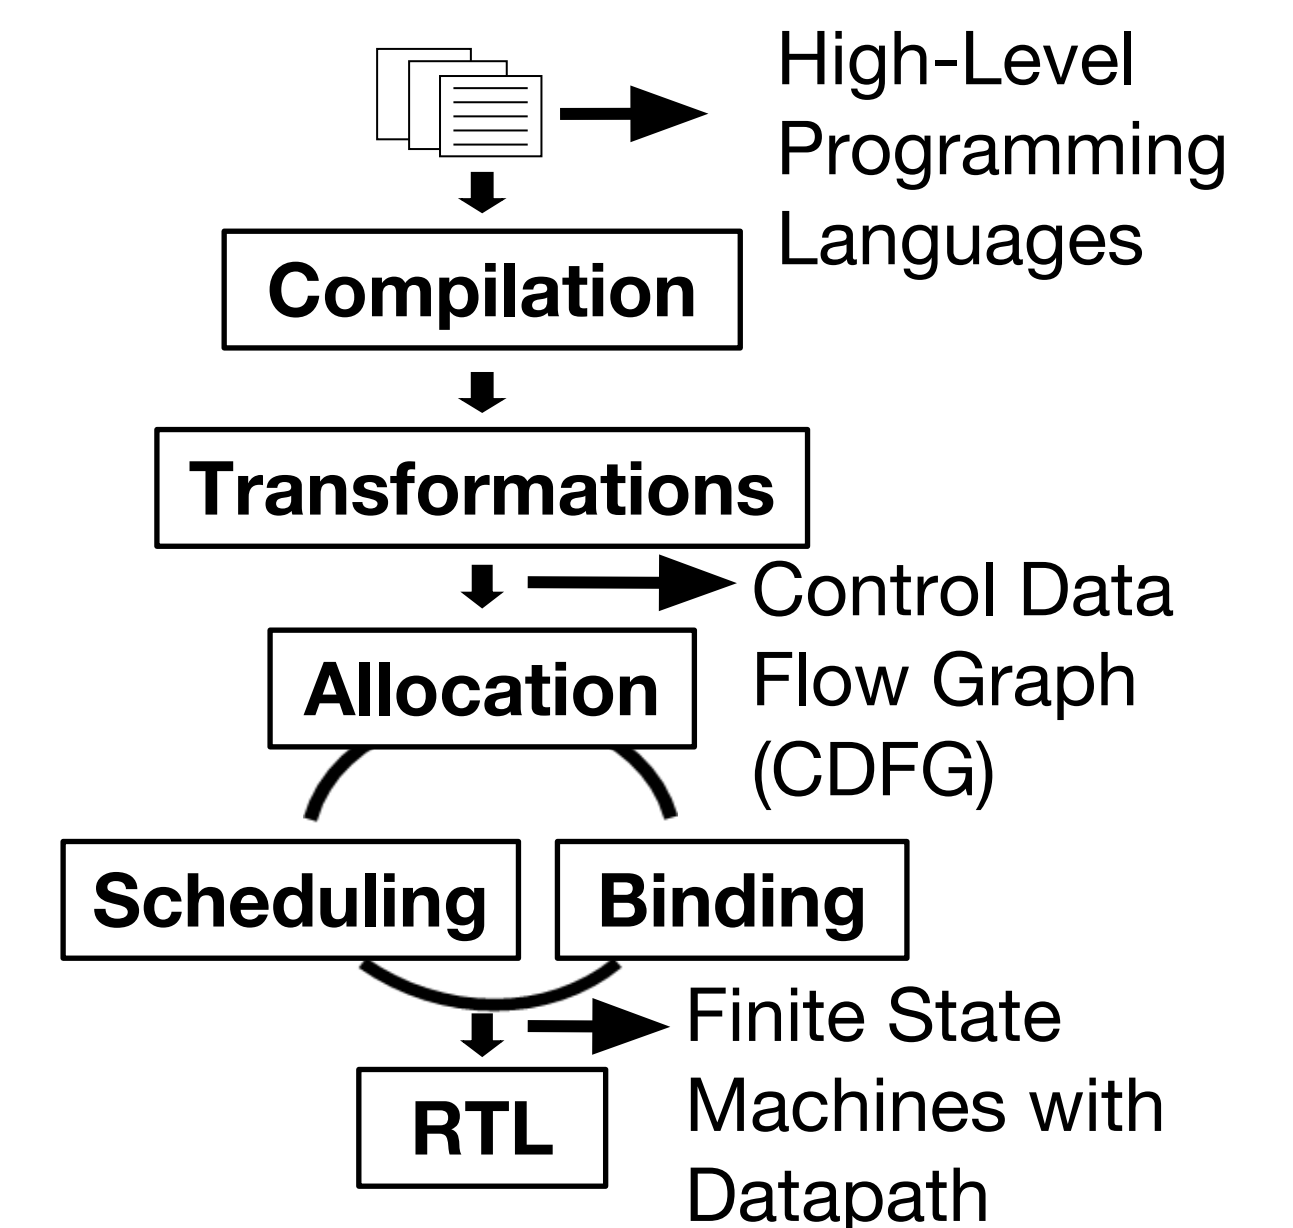 High-Level
Programming
Languages
Compilation
Transformations
Control Data
Flow Graph
(CDFG)
Allocation
Scheduling
Binding
Finite State
Machines with
Datapath
RTL